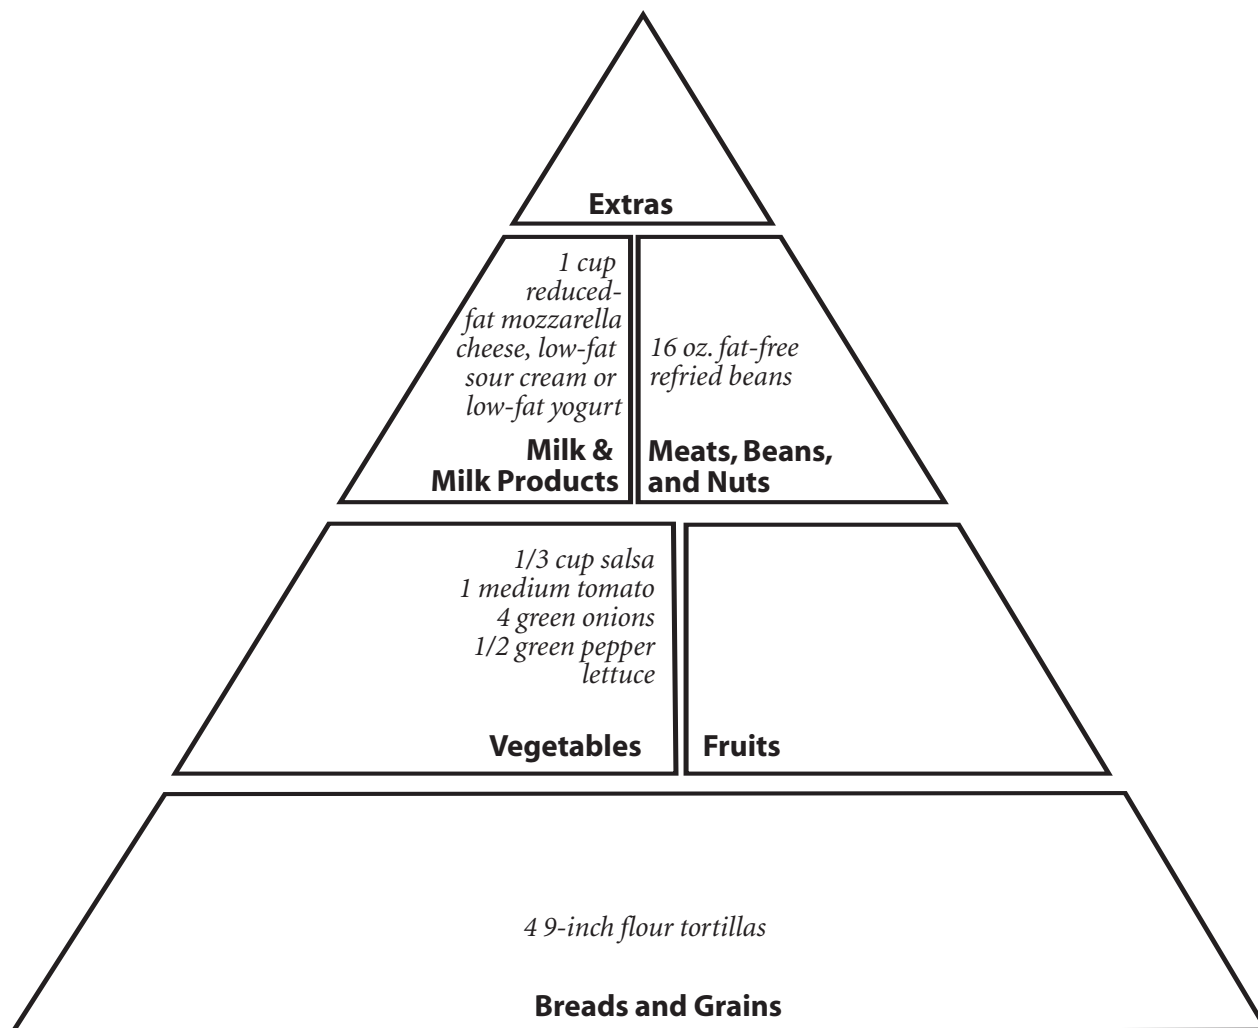 Extras
1 cup
reduced-
fat mozzarella
cheese, low-fat
sour cream or
low-fat yogurt
Milk &
Milk Products
16 oz. fat-free
refried beans
Meats, Beans,
and Nuts
1/3 cup salsa
1 medium tomato
4 green onions
1/2 green pepper
lettuce
Vegetables
Fruits
4 9-inch flour tortillas
Breads and Grains